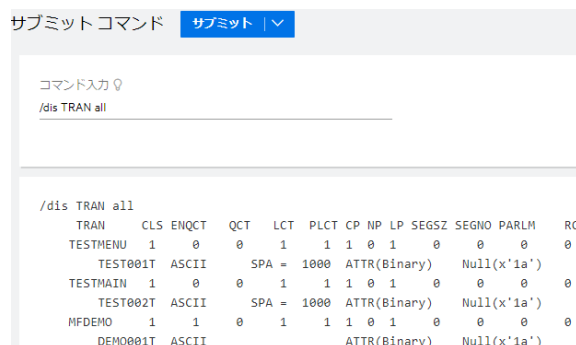 サブミット コマンド サブミット
コマンド入力
/dis TRAN all
/dis TRAN all
TRAN CLS ENQCT QCT LCT PLCT CP NP LP SEGSZ SEGNO PARLM RC
TESTMENU 1 0 0 1 1 1 0 1 0 0 0 0
TEST001T ASCII SPA = 1000 ATTR(Binary) Null(x'1a')
TESTMAIN 1 0 0 1 1 1 0 1 0 0 0 0
TEST002T ASCII SPA = 1000 ATTR(Binary) Null(x'1a')
MFDEMO 1 1 0 1 1 1 0 1 0 0 0 0
DEMO001T ASCII ATTR(Binary) Null(x'1a')